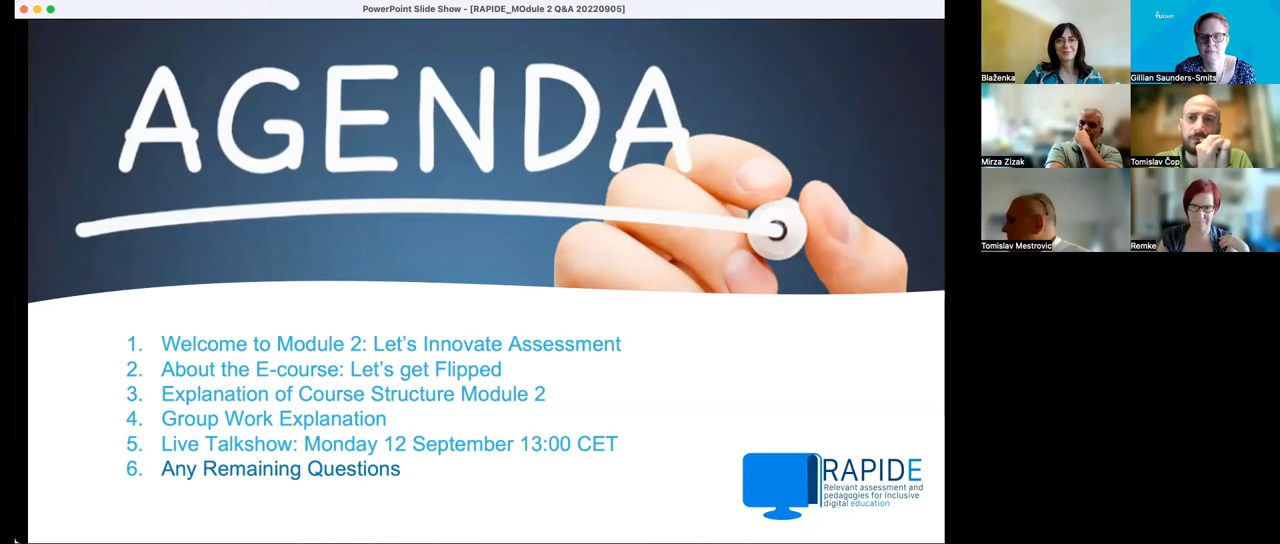 PowerPoint Slide Show - [RAPIDE_MOdule 2 Q&A 20220905]
AGENDA
1. Welcome to Module 2: Let's Innovate Assessment
2. About the E-course: Let's get Flipped
3. Explanation of Course Structure Module 2
4. Group Work Explanation
5. Live Talkshow: Monday 12 September 13:00 CET
6. Any Remaining Questions
RAPIDE
Relevant assessment and
pedagogies for inclusive
digital education
TUDelft
Blaženka
Gillian Saunders-Smits
Mirza Zizak
Tomislav Čop
Tomislav Mestrovic
Remke